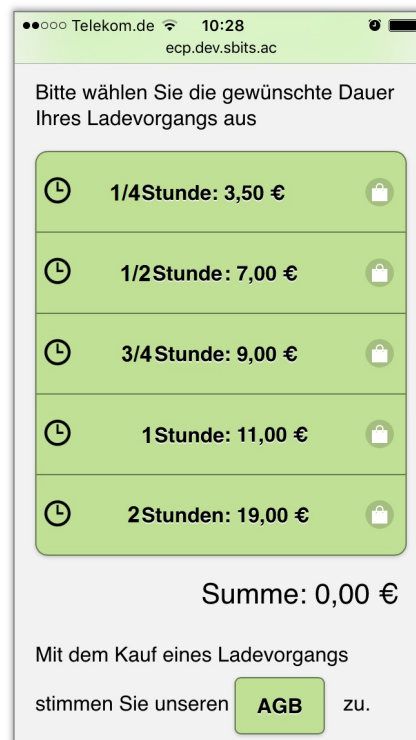 Telekom.de 10:28
ecp.dev.sbits.ac
Bitte wählen Sie die gewünschte Dauer
Ihres Ladevorgangs aus
1/4 Stunde: 3,50 €
1/2 Stunde: 7,00 €
3/4 Stunde: 9,00 €
1 Stunde: 11,00 €
2 Stunden: 19,00 €
Summe: 0,00 €
Mit dem Kauf eines Ladevorgangs
stimmen Sie unseren AGB zu.